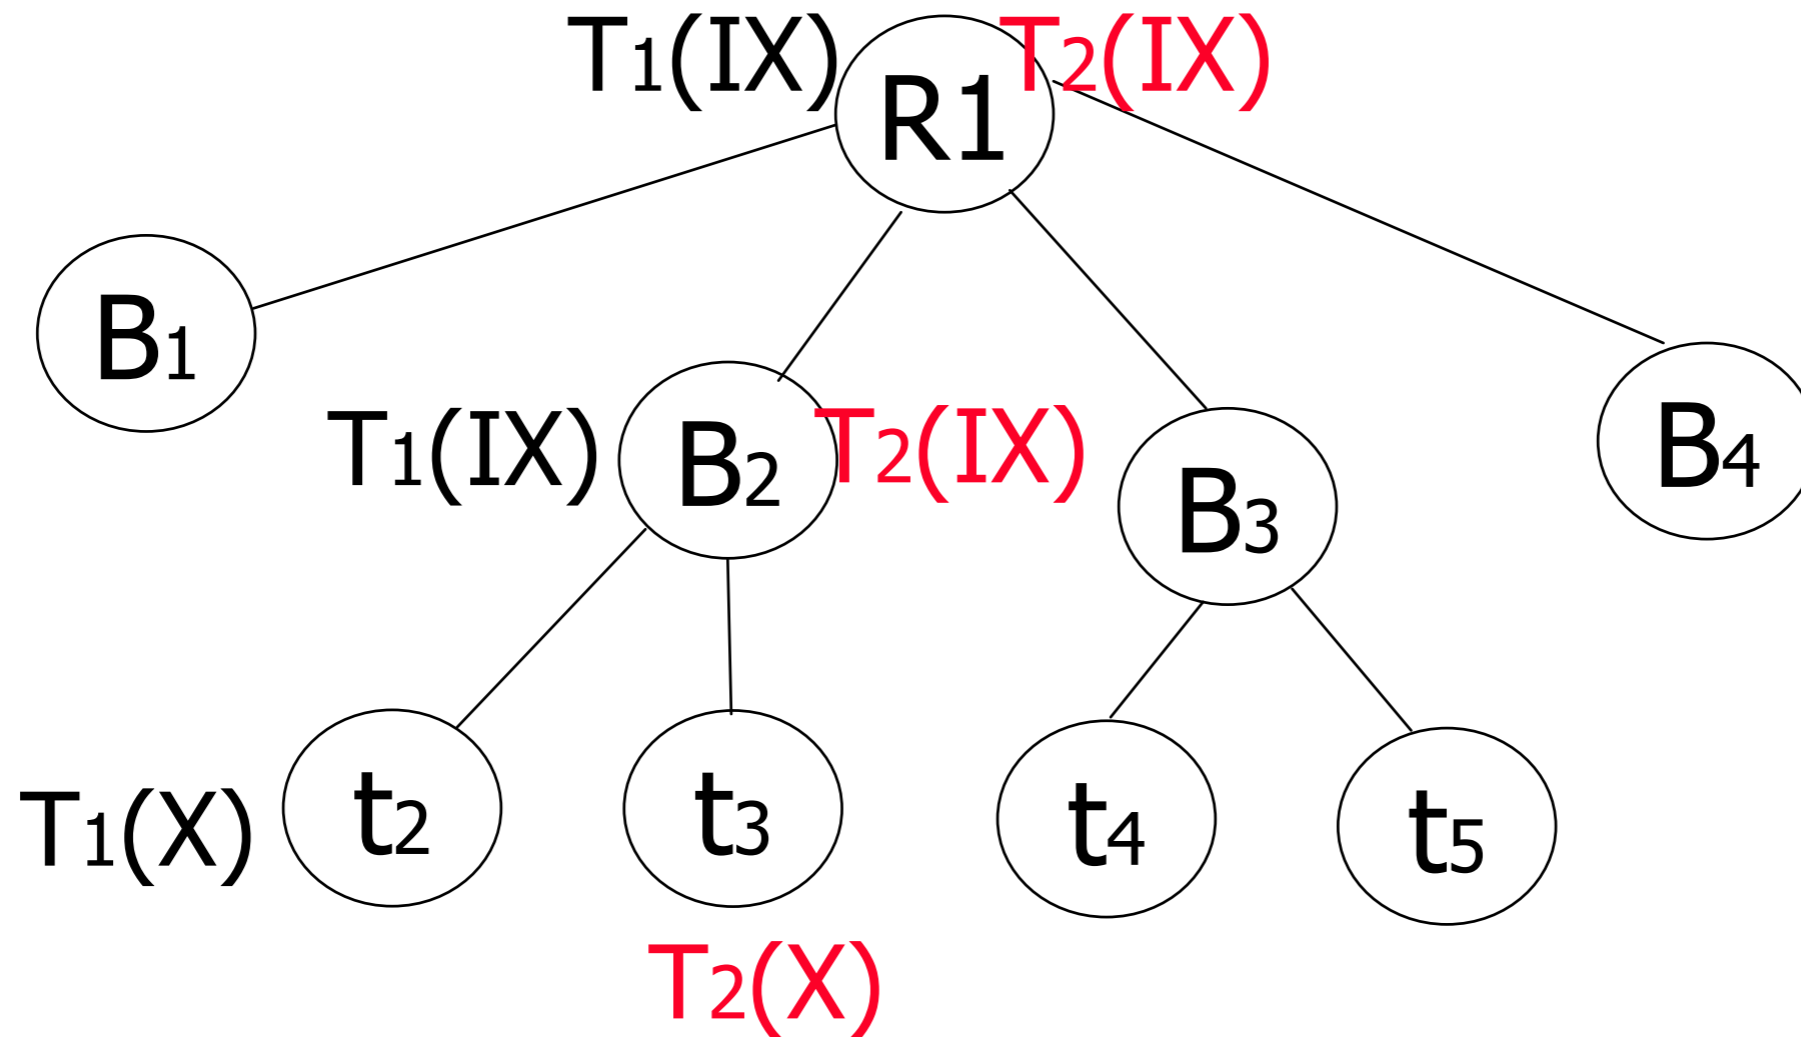 T1(IX) R1 T2(IX)
B1
T1(IX) B2 T2(IX)
B3
B4
T1(X) t2
t3
t4
t5
T2(X)